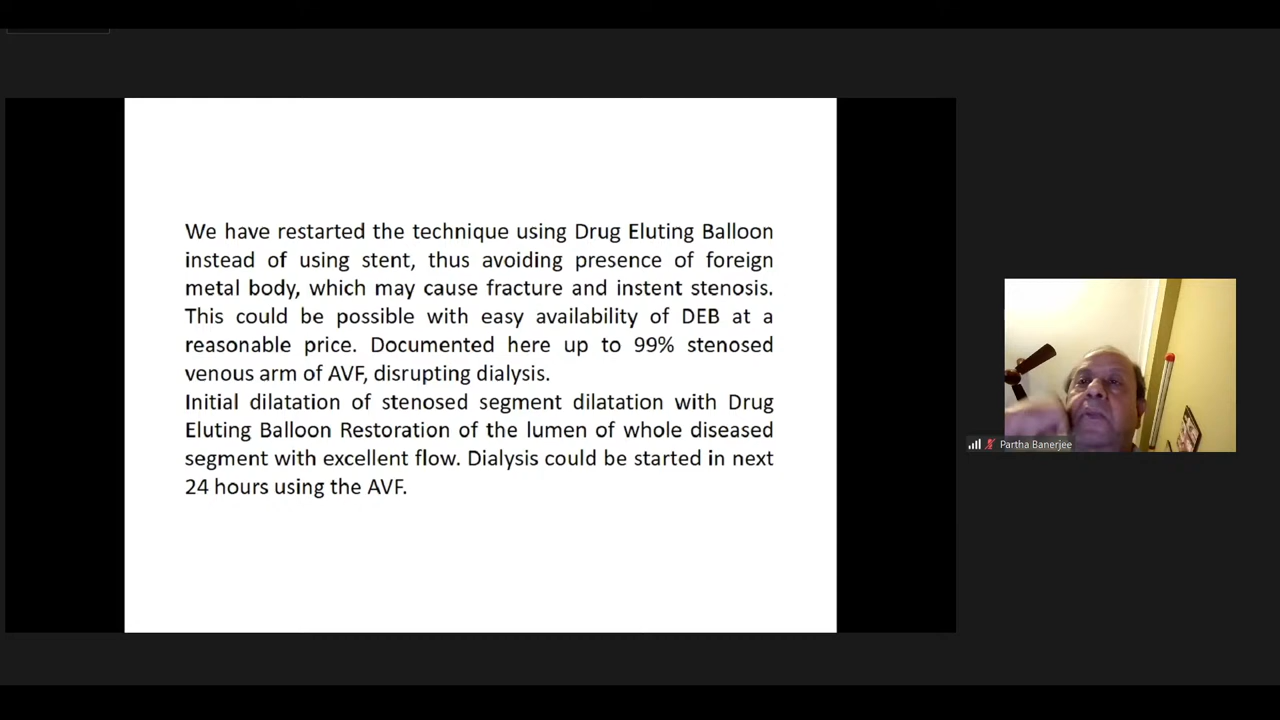 We have restarted the technique using Drug Eluting Balloon
instead of using stent, thus avoiding presence of foreign
metal body, which may cause fracture and instent stenosis.
This could be possible with easy availability of DEB at a
reasonable price. Documented here up to 99% stenosed
venous arm of AVF, disrupting dialysis.
Initial dilatation of stenosed segment dilatation with Drug
Eluting Balloon Restoration of the lumen of whole diseased
segment with excellent flow. Dialysis could be started in next
24 hours using the AVF.
Partha Banerjee